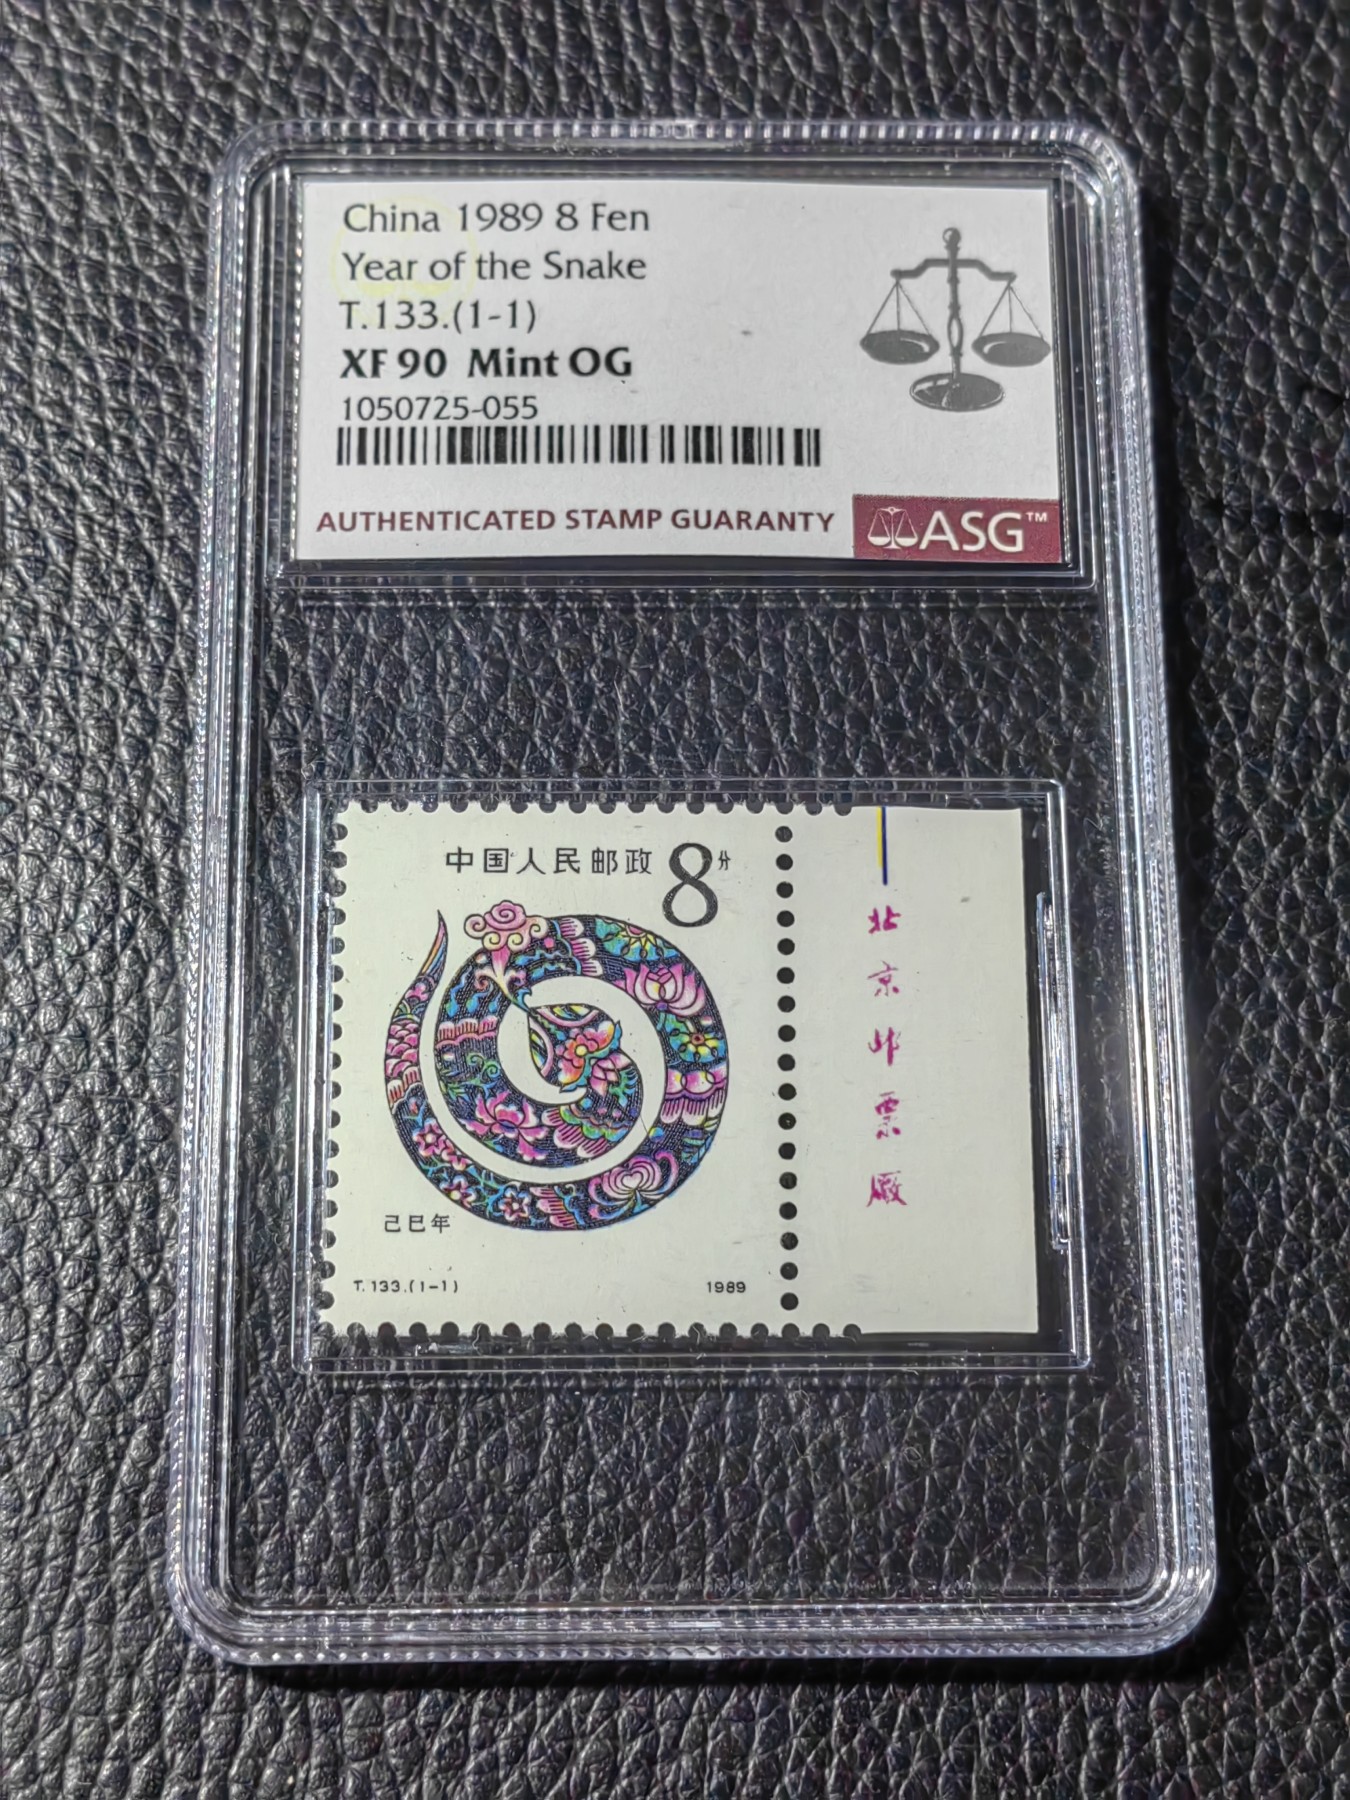 China 1989 8 Fen
Year of the Snake
T.133.(1-1)
XF 90 Mint OG
1050725-055
AUTHENTICATED STAMP GUARANTY
ASG™
中国人民邮政 8分
己巳年
T.133.(1-1) 1989
北京邮票厂